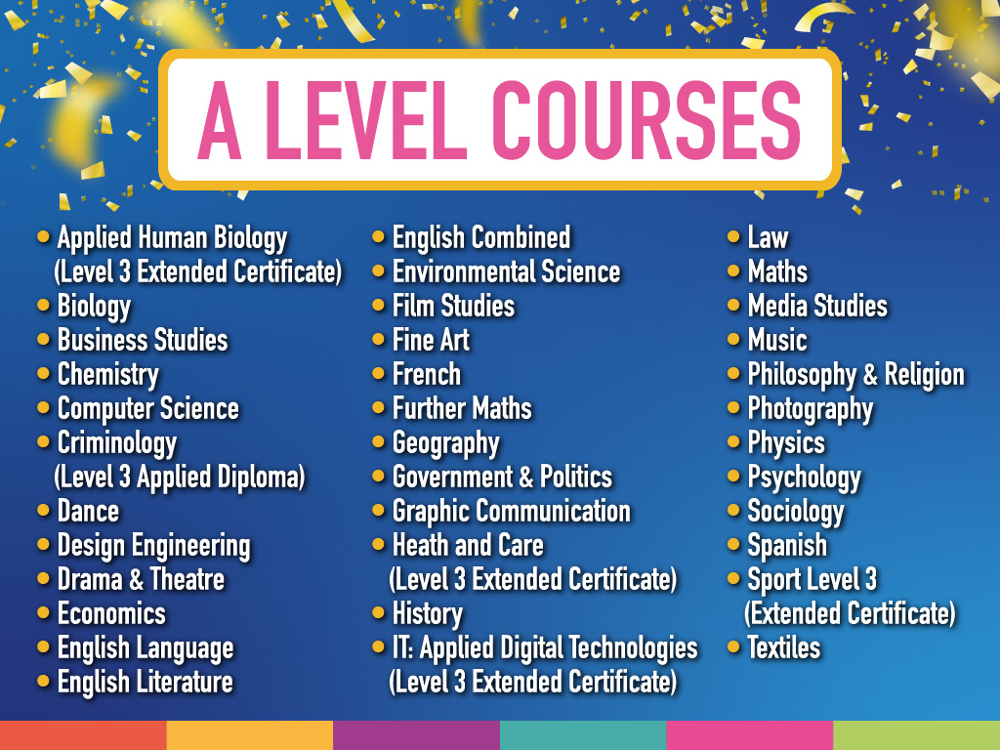 A LEVEL COURSES
• Applied Human Biology
(Level 3 Extended Certificate)
• Biology
• Business Studies
• Chemistry
• Computer Science
• Criminology
(Level 3 Applied Diploma)
• Dance
• Design Engineering
• Drama & Theatre
• Economics
• English Language
• English Literature
• English Combined
• Environmental Science
• Film Studies
• Fine Art
• French
• Further Maths
• Geography
• Government & Politics
• Graphic Communication
• Heath and Care
(Level 3 Extended Certificate)
• History
• IT: Applied Digital Technologies
(Level 3 Extended Certificate)
• Law
• Maths
• Media Studies
• Music
• Philosophy & Religion
• Photography
• Physics
• Psychology
• Sociology
• Spanish
• Sport Level 3
(Extended Certificate)
• Textiles